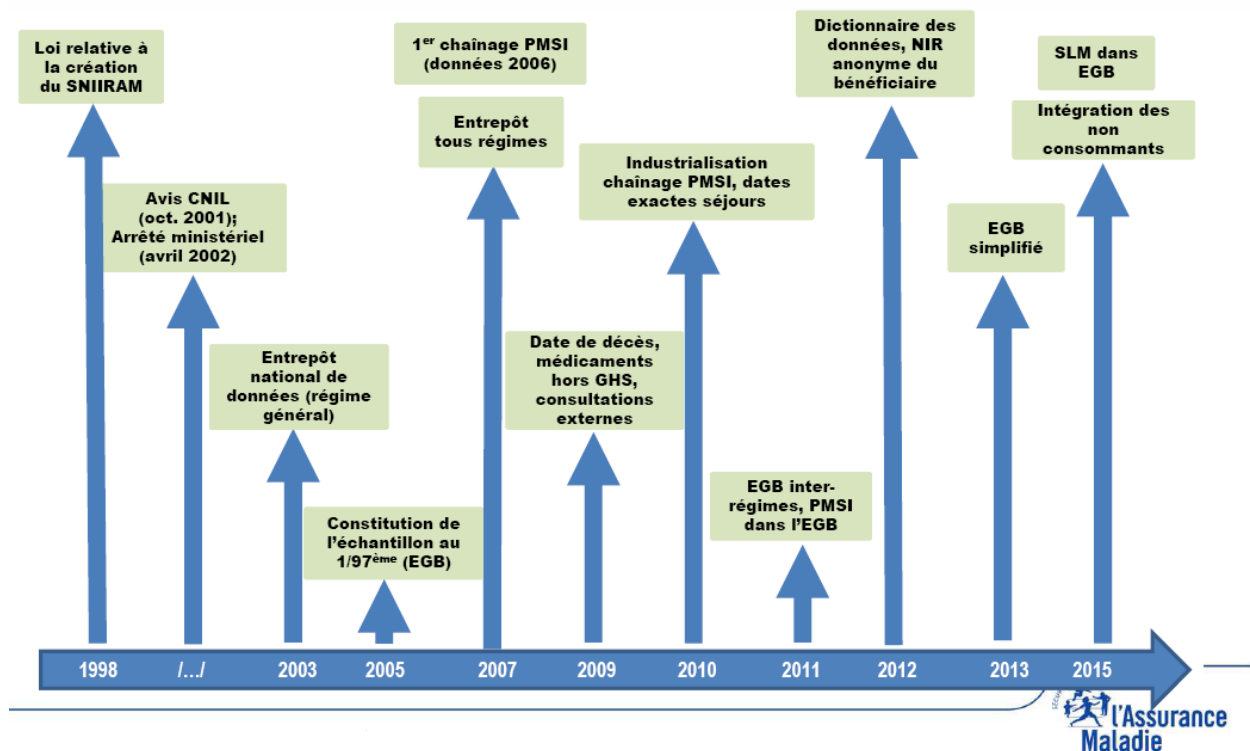 Loi relative à
la création
du SNIIRAM
Avis CNIL
(oct. 2001);
Arrêté ministériel
(avril 2002)
Entrepôt
national de
données (régime
général)
Constitution de
l'échantillon au
1/97ème (EGB)
1er chaînage PMSI
(données 2006)
Entrepôt
tous régimes
Date de décès,
médicaments
hors GHS,
consultations
externes
Industrialisation
chaînage PMSI, dates
exactes séjours
EGB inter-
régimes, PMSI
dans l'EGB
Dictionnaire des
données, NIR
anonyme du
bénéficiaire
EGB
simplifié
SLM dans
EGB
Intégration des
non
consommants
1998 /.../ 2003 2005 2007 2009 2010 2011 2012 2013 2015
l'Assurance
Maladie